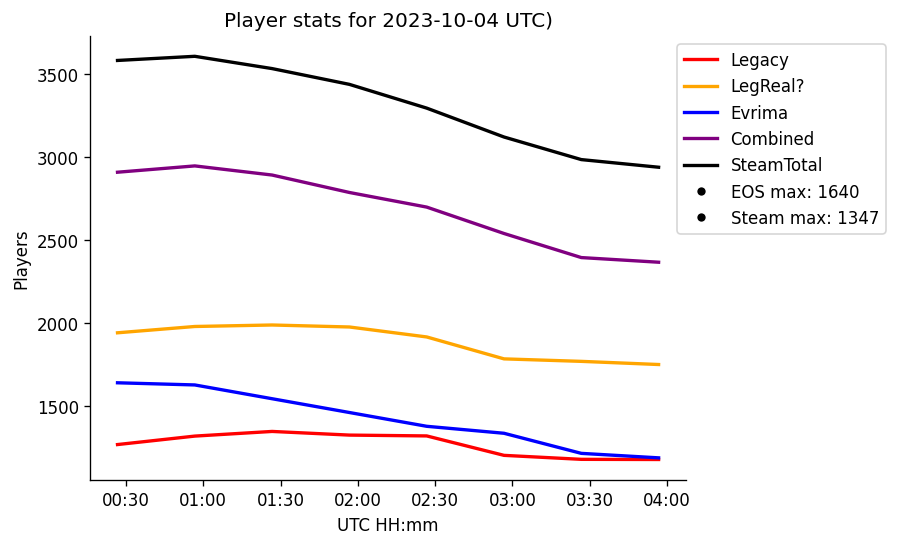 Player stats for 2023-10-04 UTC)
Players
3500
3000
2500
2000
1500
00:30 01:00 01:30 02:00 02:30 03:00 03:30 04:00
UTC HH:mm
Legacy
LegReal?
Evrima
Combined
SteamTotal
EOS max: 1640
Steam max: 1347